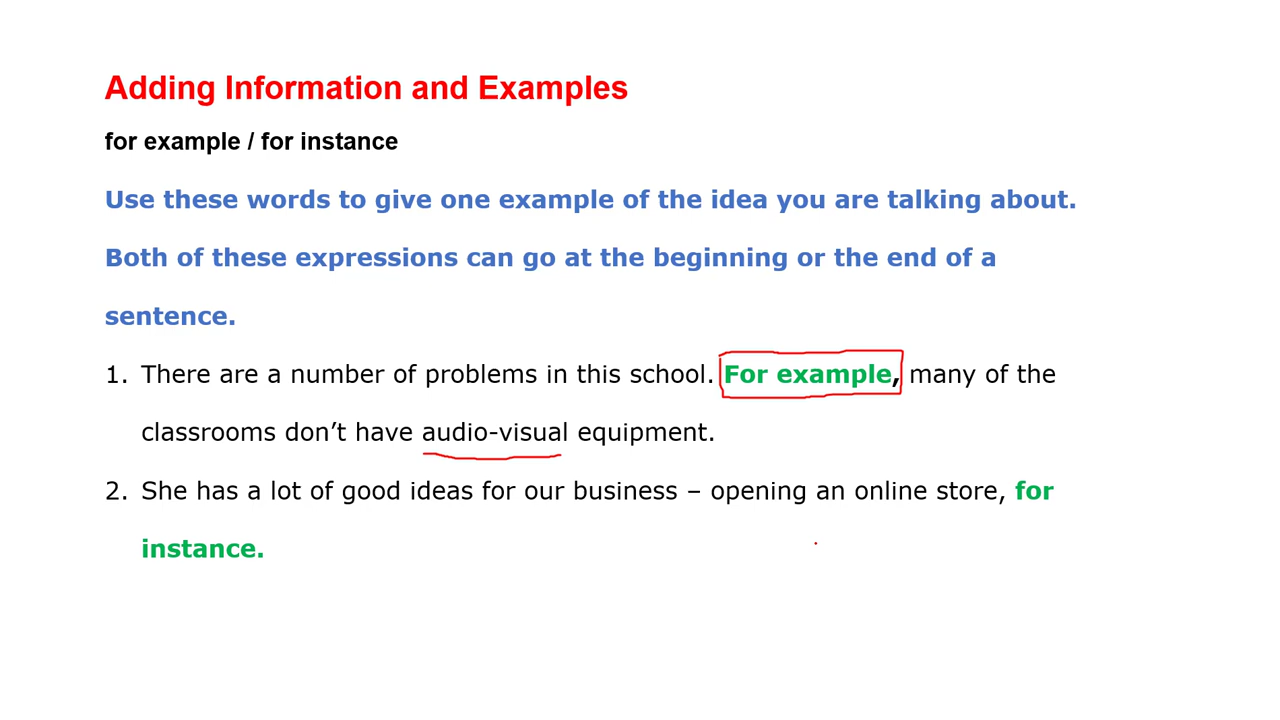 Adding Information and Examples
for example / for instance
Use these words to give one example of the idea you are talking about.
Both of these expressions can go at the beginning or the end of a
sentence.
1. There are a number of problems in this school. For example, many of the
classrooms don’t have audio-visual equipment.
2. She has a lot of good ideas for our business – opening an online store, for
instance.